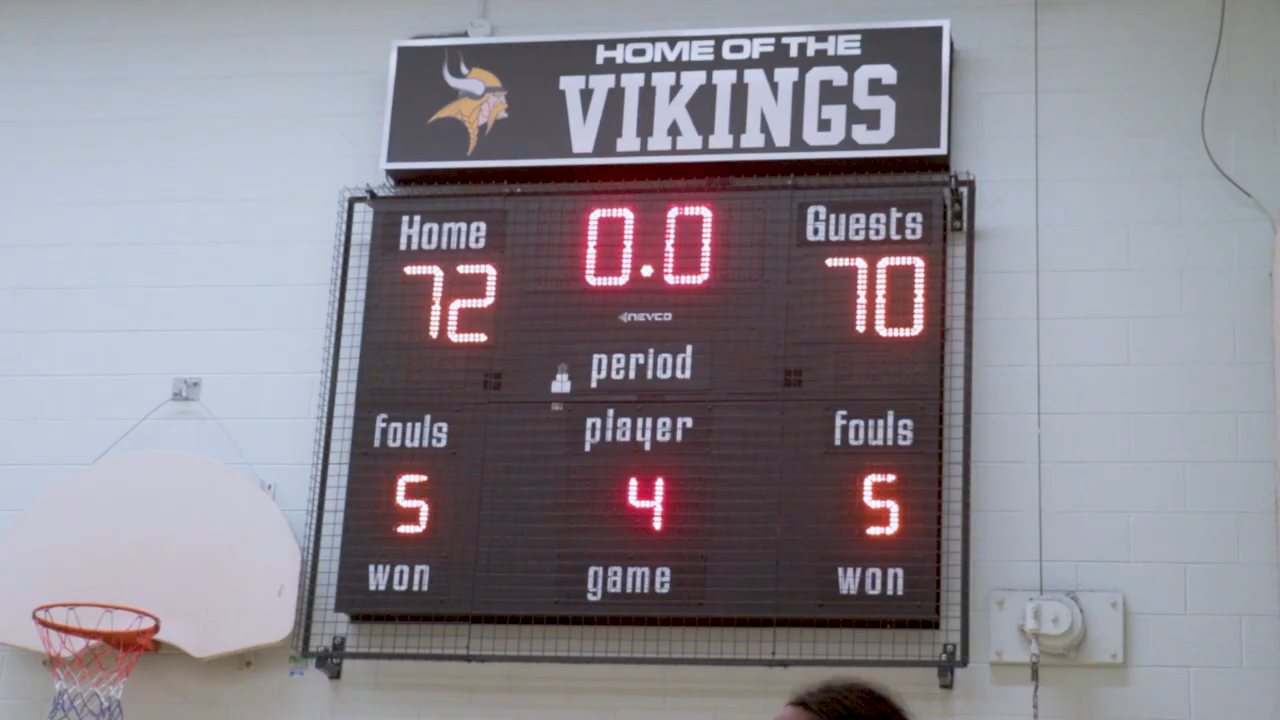 HOME OF THE
VIKINGS
Home
0.0
Guests
72
70
NEVCO
period
fouls
player
fouls
5
4
5
won
game
won